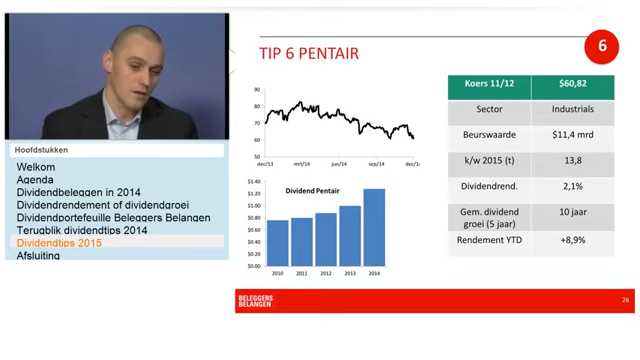 Hoofdstukken
Welkom
Agenda
Dividendbeleggen in 2014
Dividendrendement of dividendgroei
Dividendportefeuille Beleggers Belangen
Terugblik dividendtips 2014
Dividendtips 2015
Afsluiting
TIP 6 PENTAIR
6
90
80
70
60
50
dec/13 mrt/14 jun/14 sep/14 dec/14
Dividend Pentair
$1.40
$1.20
$1.00
$0.80
$0.60
$0.40
$0.20
$0.00
2010 2011 2012 2013 2014
Koers 11/12 $60,82
Sector Industrials
Beurswaarde $11,4 mrd
k/w 2015 (t) 13,8
Dividendrend. 2,1%
Gem. dividend groei (5 jaar) 10 jaar
Rendement YTD +8,9%
BELEGGERS
BELANGEN
26